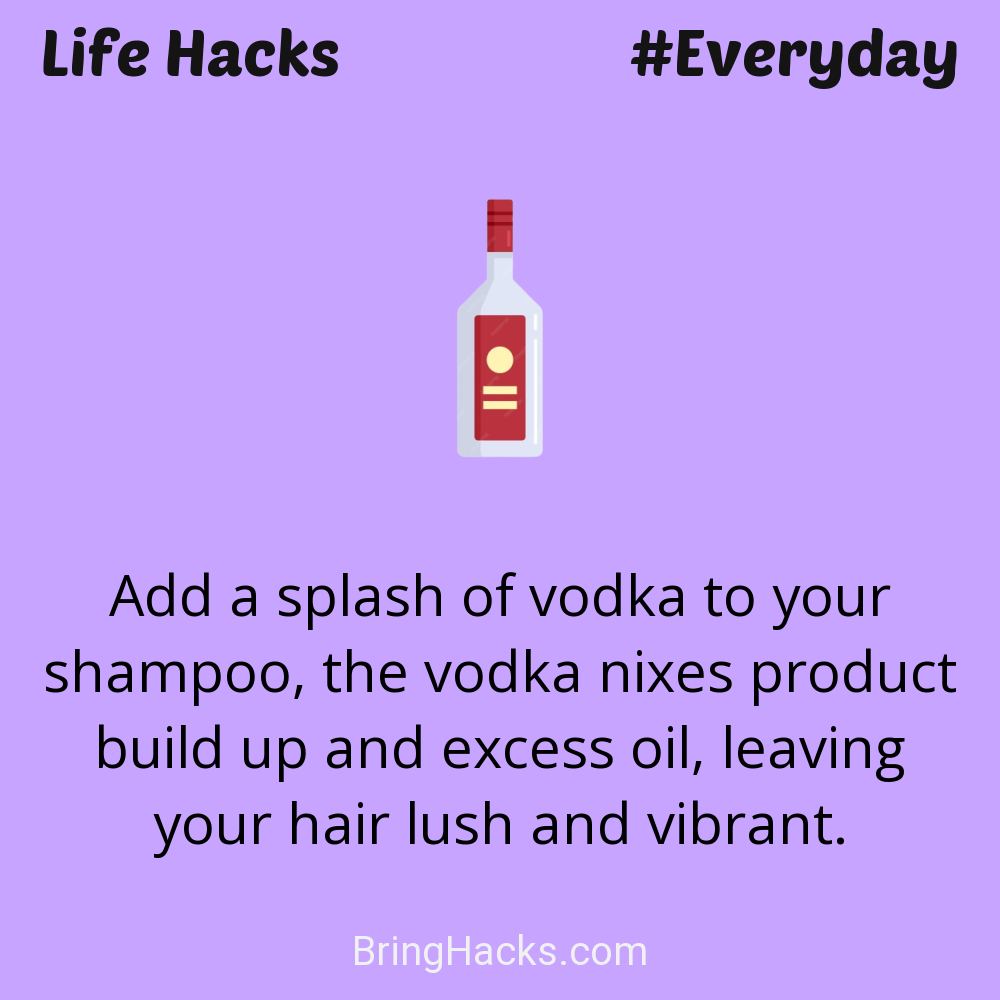 Life Hacks #Everyday
Add a splash of vodka to your
shampoo, the vodka nixes product
build up and excess oil, leaving
your hair lush and vibrant.
BringHacks.com